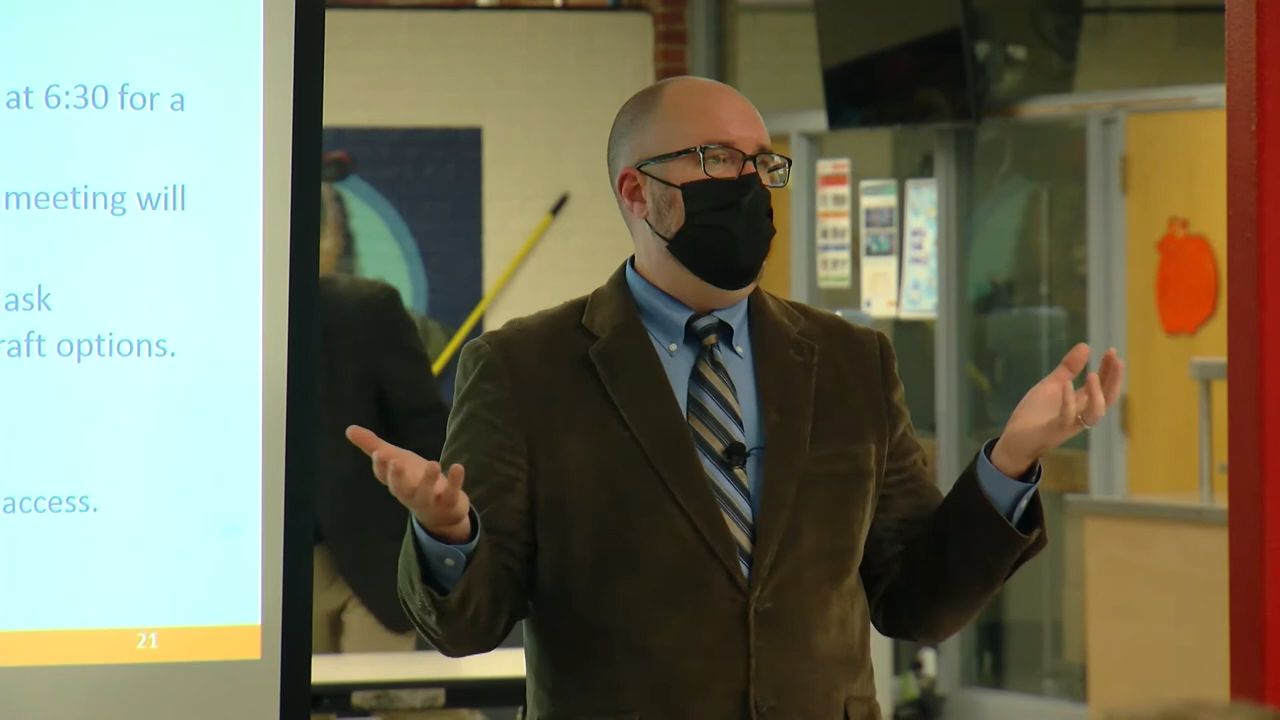 at 6:30 for a
meeting will
ask
raft options.
access.
21